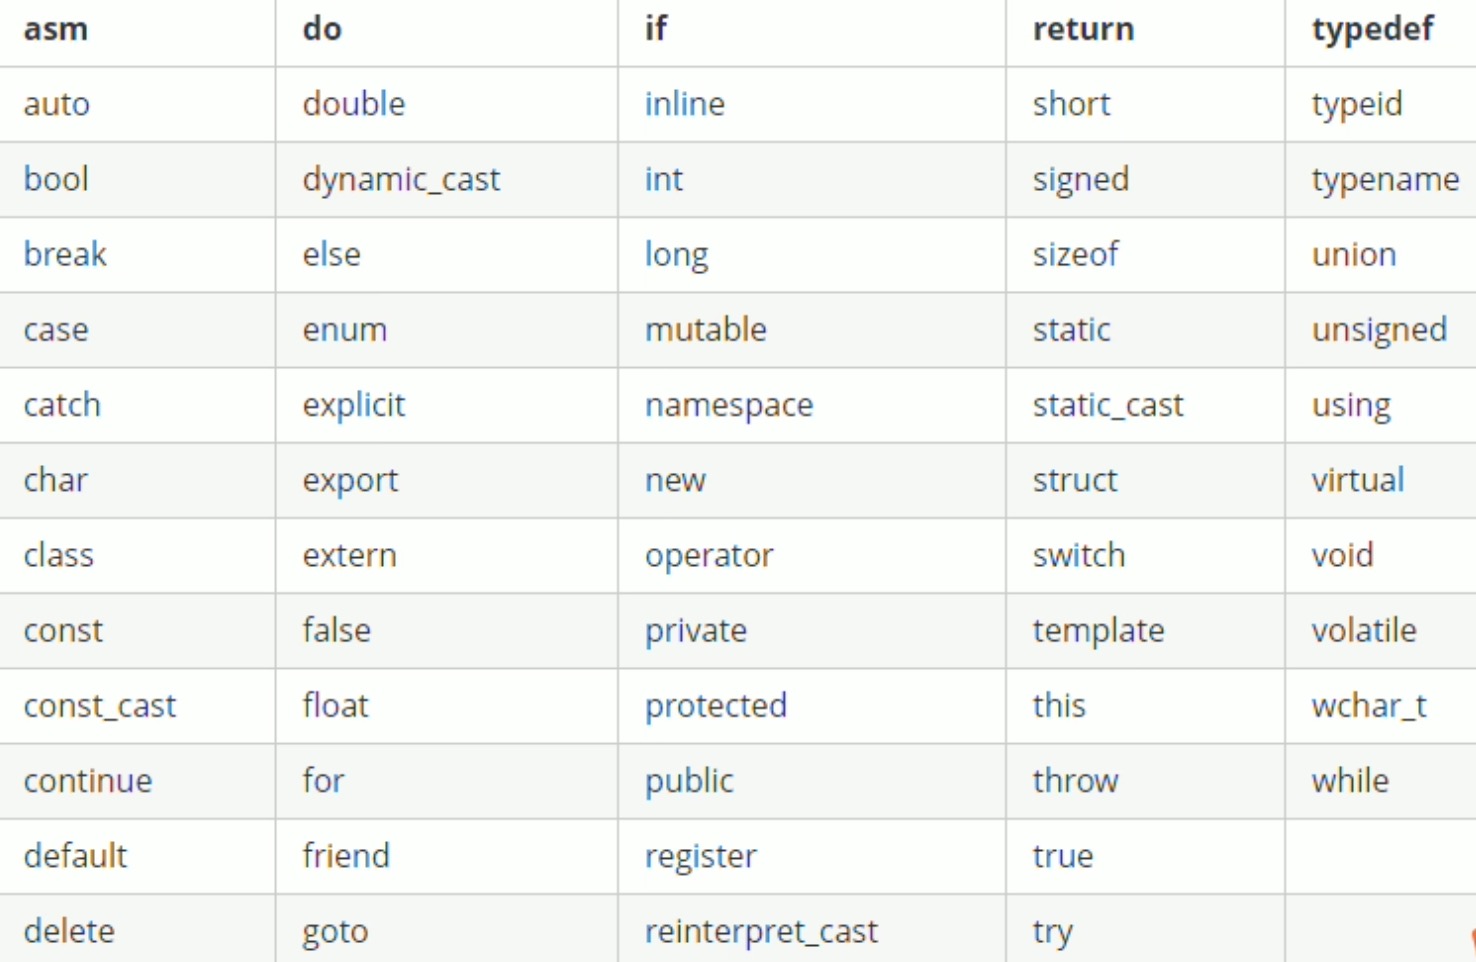 asm do if return typedef
auto double inline short typeid
bool dynamic_cast int signed typename
break else long sizeof union
case enum mutable static unsigned
catch explicit namespace static_cast using
char export new struct virtual
class extern operator switch void
const false private template volatile
const_cast float protected this wchar_t
continue for public throw while
default friend register true
delete goto reinterpret_cast try